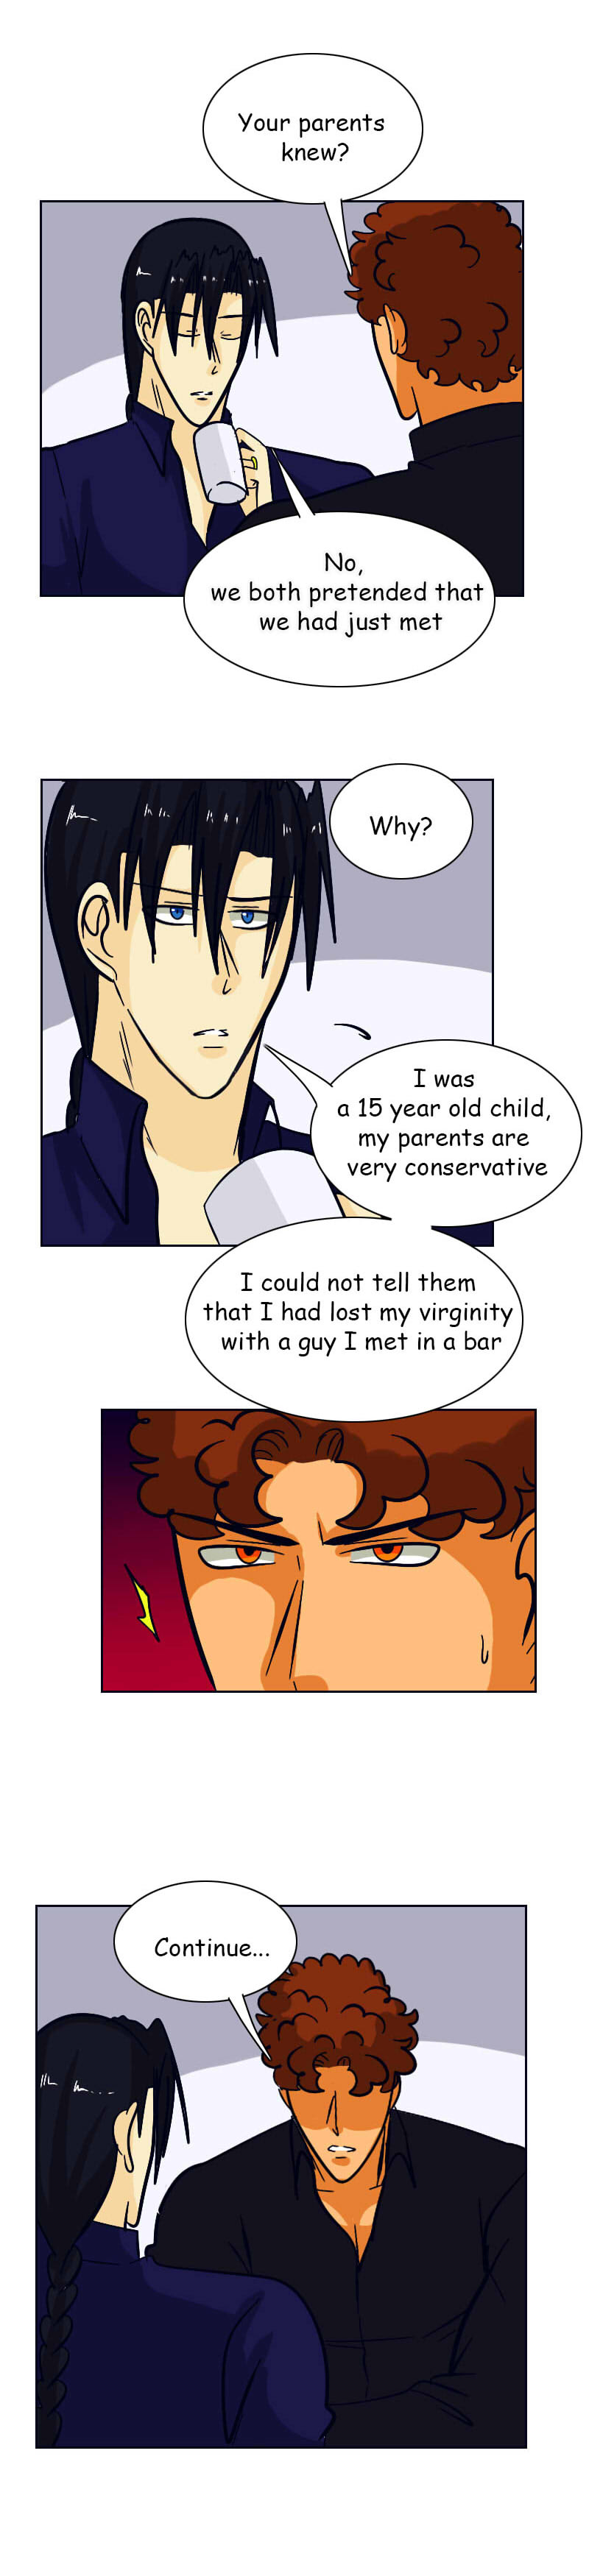 Your parents
knew?
No,
we both pretended that
we had just met
Why?
I was
a 15 year old child,
my parents are
very conservative
I could not tell them
that I had lost my virginity
with a guy I met in a bar
Continue...